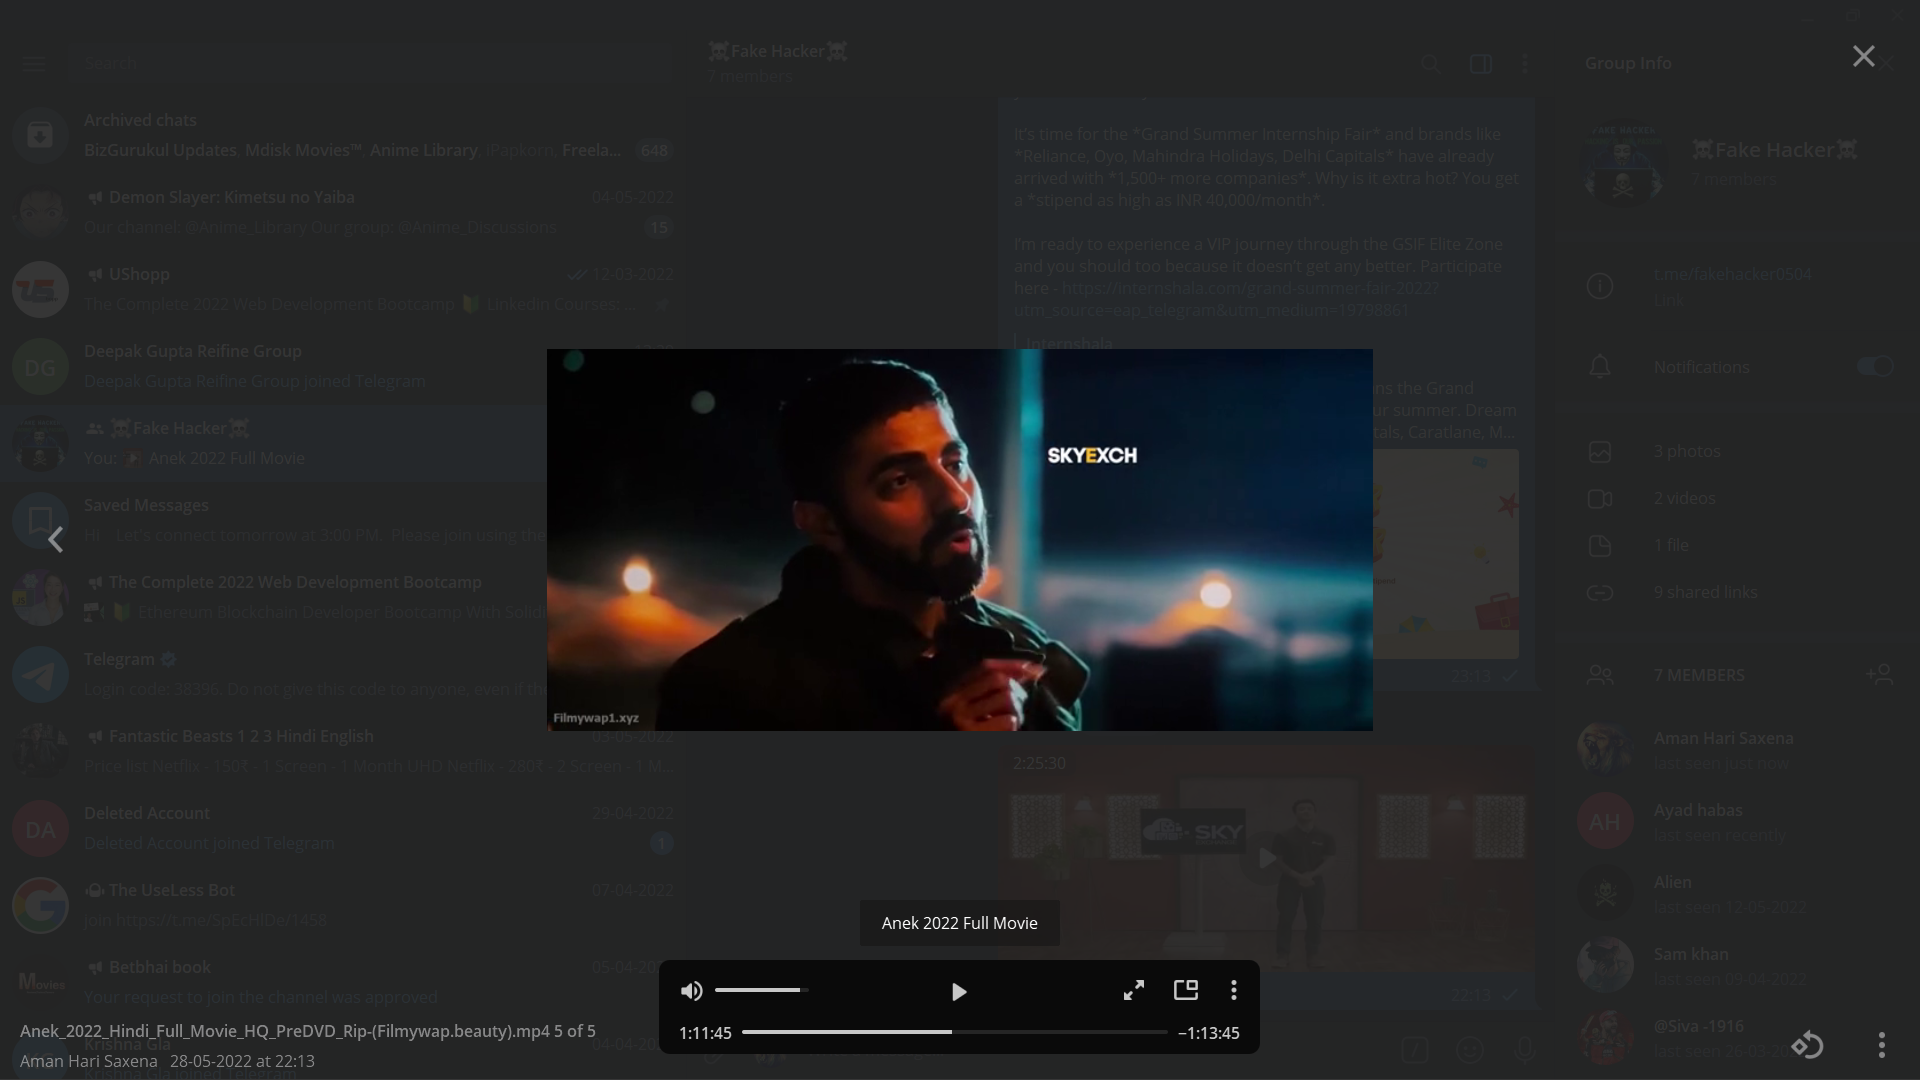 Search
Archived chats
BizGurukul Updates, Mdisk Movies™, Anime Library, IPapkorn, Freela... 648
Demon Slayer: Kimetsu no Yaiba 04-05-2022
Our channel: @Anime_Library Our group: @Anime_Discussions 15
UShopp 12-03-2022
The Complete 2022 Web Development Bootcamp 🔰 LinkedIn Courses: ...
DG
Deepak Gupta Reifine Group
Deepak Gupta Reifine Group joined Telegram
☠️Fake Hacker☠️
You: Anek 2022 Full Movie
Saved Messages
Hi Let's connect tomorrow at 3:00 PM. Please join using the
The Complete 2022 Web Development Bootcamp
🔰 Ethereum Blockchain Developer Bootcamp With Solid
Telegram
Login code: 38396. Do not give this code to anyone, even if the
Fantastic Beasts 1 2 3 Hindi English 03-05-2022
Price list Netflix - 150₹ - 1 Screen - 1 Month UHD Netflix - 280₹ - 2 Screen - 1 M...
DA
Deleted Account 29-04-2022
Deleted Account joined Telegram 1
The UseLess Bot 07-04-2022
Join https://t.me/SpEcHIDe/1458
Movies
Betbhai book
Your request to join the channel was approved
Krishna Gla
Krishna Gla joined Telegram
Anek_2022_Hindi_Full_Movie_HQ_PreDVD_Rip-(Filmywap.beauty).mp4 5 of 5
Aman Hari Saxena 28-05-2022 at 22:13
☠️Fake Hacker☠️
7 members
It's time for the *Grand Summer Internship Fair* and brands like
*Reliance, Oyo, Mahindra Holidays, Delhi Capitals* have already
arrived with *1,500+ more companies*. Why is it extra hot? You get
a *stipend as high as INR 40,000/month*.
I'm ready to experience a VIP journey through the GSIF Elite Zone
and you should too because it doesn't get any better. Participate
here - https://internshala.com/grand-summer-fair-2022?
utm_source=eap_telegram&utm_medium=19798861
Internshala
ns the Grand
ur summer. Dream
tals, Caratlane, M...
23:13
SKYEXCH
Filmywap1.xyz
2:25:30
SKY
22:13
Anek 2022 Full Movie
1:11:45
−1:13:45
Group Info
FAKE HACKER
☠️Fake Hacker☠️
7 members
t.me/fakehacker0504
Link
Notifications
3 photos
2 videos
1 file
9 shared links
7 MEMBERS
Aman Hari Saxena
last seen just now
AH
Ayad habas
last seen recently
Alien
last seen 12-05-2022
Sam khan
last seen 09-04-2022
@Siva -1916
last seen 26-03-20